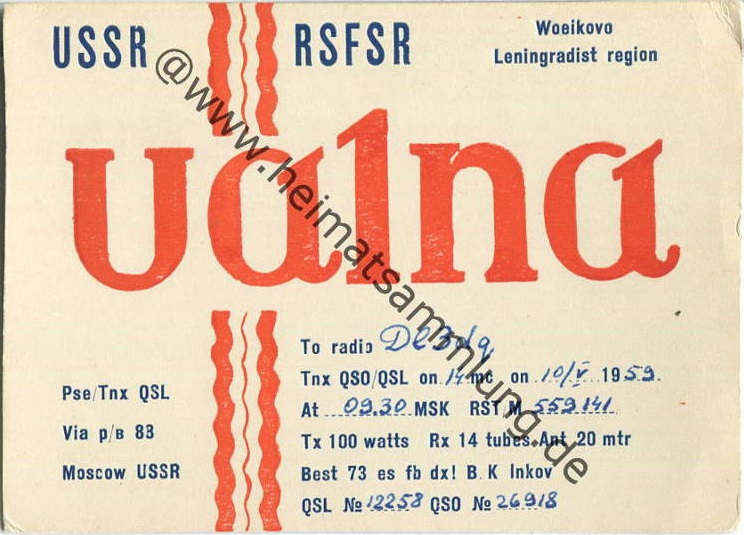 USSR RSFSR
Woeikovo
Leningradist region
ua1na
To radio DL3dq
Tnx QSO/QSL on 14 mc on 10/V 1959
At 09.30 MSK RST M 559 141
Tx 100 watts Rx 14 tubes Ant 20 mtr
Best 73 es fb dx! B. K Inkov
QSL № 12258 QSO № 26918
Pse/Tnx QSL
Via p/в 88
Moscow USSR
@www.heimatsammlung.de